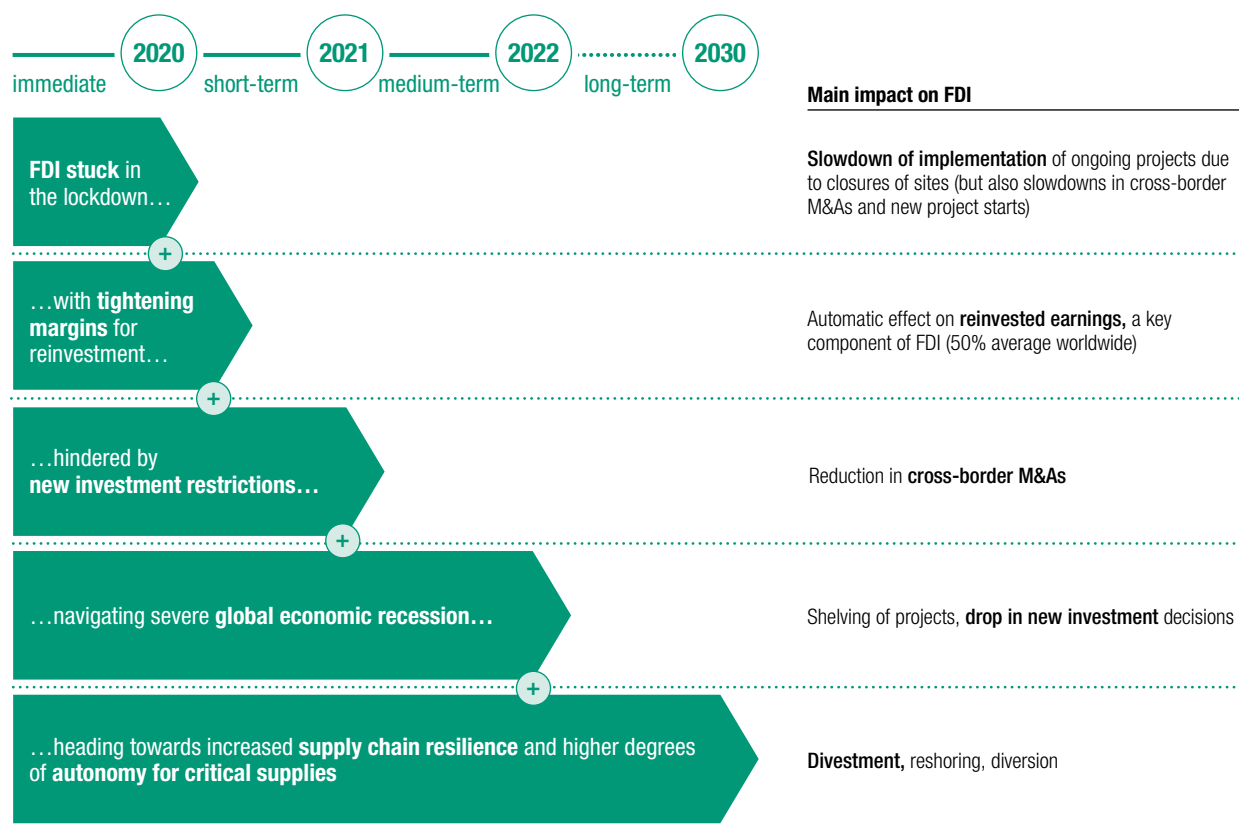 2020
2021
2022
2030
immediate
short-term
medium-term
long-term
Main impact on FDI
FDI stuck in
the lockdown…
Slowdown of implementation of ongoing projects due
to closures of sites (but also slowdowns in cross-border
M&As and new project starts)
+
…with tightening
margins for
reinvestment…
Automatic effect on reinvested earnings, a key
component of FDI (50% average worldwide)
+
…hindered by
new investment restrictions…
Reduction in cross-border M&As
+
…navigating severe global economic recession…
Shelving of projects, drop in new investment decisions
+
…heading towards increased supply chain resilience and higher degrees
of autonomy for critical supplies
Divestment, reshoring, diversion